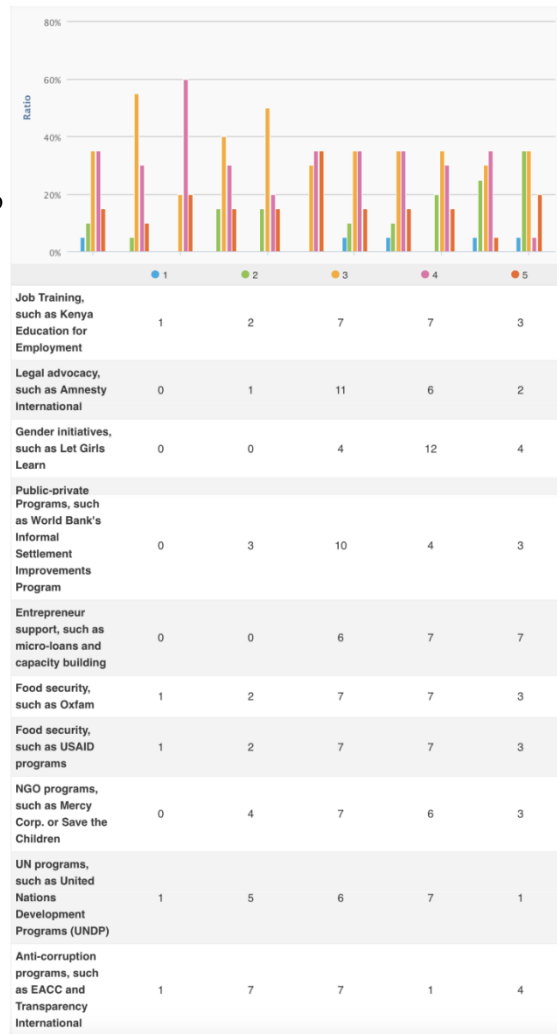 80%
60%
Ratio
40%
20%
0%
1 2 3 4 5
Job Training,
such as Kenya
Education for
Employment
1 2 7 7 3
Legal advocacy,
such as Amnesty
International
0 1 11 6 2
Gender initiatives,
such as Let Girls
Learn
0 0 4 12 4
Public-private
Programs, such
as World Bank's
Informal
Settlement
Improvements
Program
0 3 10 4 3
Entrepreneur
support, such as
micro-loans and
capacity building
0 0 6 7 7
Food security,
such as Oxfam
1 2 7 7 3
Food security,
such as USAID
programs
1 2 7 7 3
NGO programs,
such as Mercy
Corp. or Save the
Children
0 4 7 6 3
UN programs,
such as United
Nations
Development
Programs (UNDP)
1 5 6 7 1
Anti-corruption
programs, such
as EACC and
Transparency
International
1 7 7 1 4